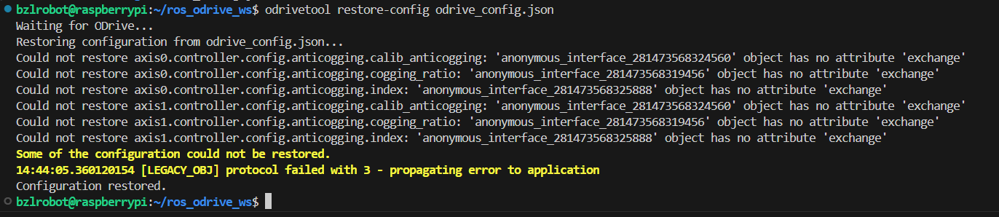 bzlrobot@raspberrypi:~/ros_odrive_ws$ odrivetool restore-config odrive_config.json
Waiting for ODrive...
Restoring configuration from odrive_config.json...
Could not restore axis0.controller.config.anticogging.calib_anticogging: 'anonymous_interface_281473568324560' object has no attribute 'exchange'
Could not restore axis0.controller.config.anticogging.cogging_ratio: 'anonymous_interface_281473568319456' object has no attribute 'exchange'
Could not restore axis0.controller.config.anticogging.index: 'anonymous_interface_281473568325888' object has no attribute 'exchange'
Could not restore axis1.controller.config.anticogging.calib_anticogging: 'anonymous_interface_281473568324560' object has no attribute 'exchange'
Could not restore axis1.controller.config.anticogging.cogging_ratio: 'anonymous_interface_281473568319456' object has no attribute 'exchange'
Could not restore axis1.controller.config.anticogging.index: 'anonymous_interface_281473568325888' object has no attribute 'exchange'
Some of the configuration could not be restored.
14:44:05.360120154 [LEGACY_OBJ] protocol failed with 3 - propagating error to application
Configuration restored.
bzlrobot@raspberrypi:~/ros_odrive_ws$